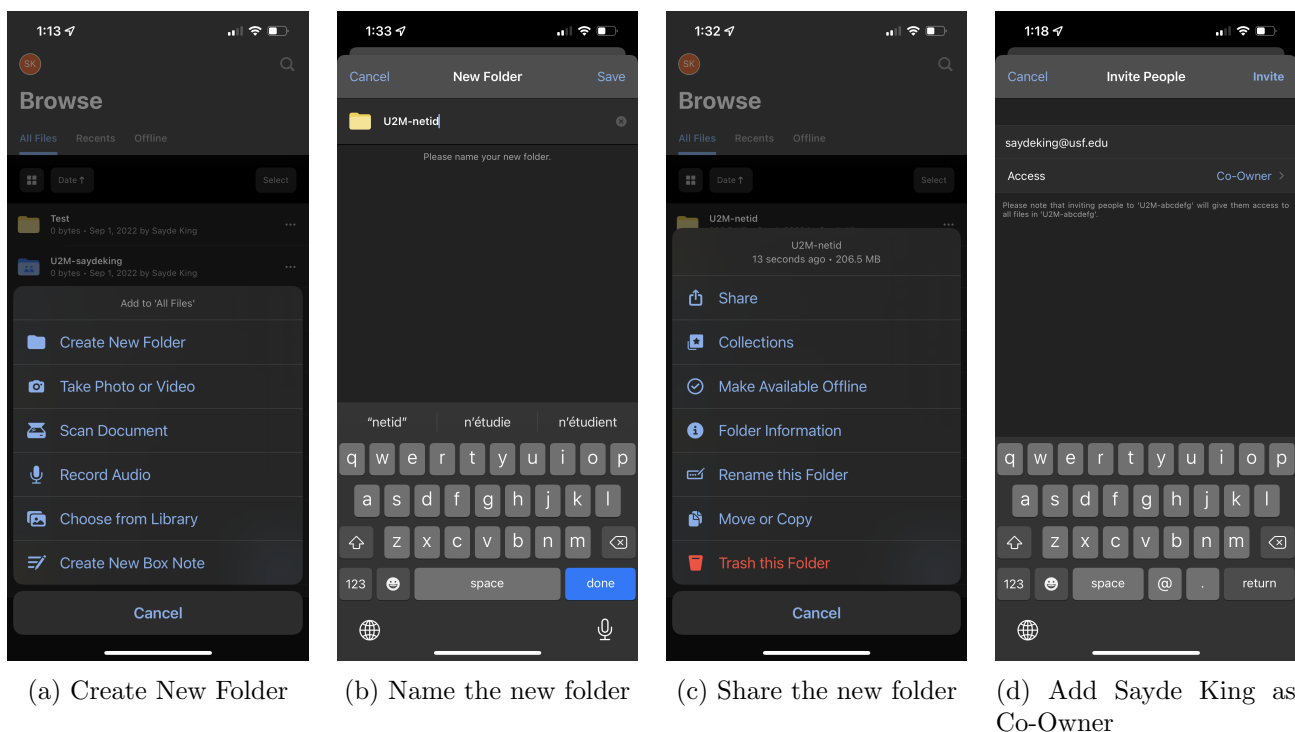 1:13
SK
Browse
All Files Recents Offline
Date ↑ Select
Test
0 bytes • Sep 1, 2022 by Sayde King
U2M-saydeking
0 bytes • Sep 1, 2022 by Sayde King
Add to 'All Files'
Create New Folder
Take Photo or Video
Scan Document
Record Audio
Choose from Library
Create New Box Note
Cancel
(a) Create New Folder
1:33
Cancel New Folder Save
U2M-netid
Please name your new folder.
“netid” n'étudie n'étudient
q w e r t y u i o p
a s d f g h j k l
z x c v b n m
123 space done
(b) Name the new folder
1:32
SK
Browse
All Files Recents Offline
Date ↑ Select
U2M-netid
U2M-netid
13 seconds ago • 206.5 MB
Share
Collections
Make Available Offline
Folder Information
Rename this Folder
Move or Copy
Trash this Folder
Cancel
(c) Share the new folder
1:18
Cancel Invite People Invite
saydeking@usf.edu
Access Co-Owner >
Please note that inviting people to 'U2M-abcdefg' will give them access to
all files in 'U2M-abcdefg'.
q w e r t y u i o p
a s d f g h j k l
z x c v b n m
123 space @ . return
(d) Add Sayde King as
Co-Owner